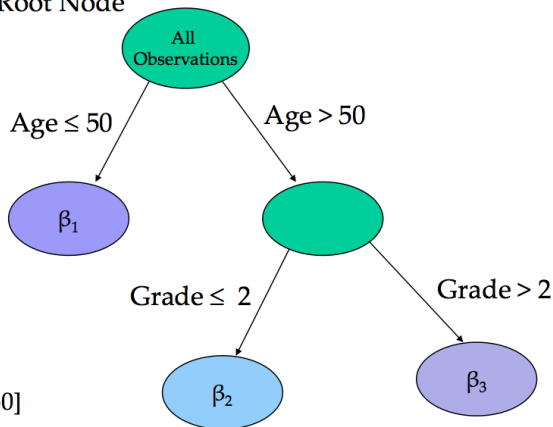 Root Node
All
Observations
Age ≤ 50
Age > 50
β1
Grade ≤ 2
Grade > 2
β2
β3
0]